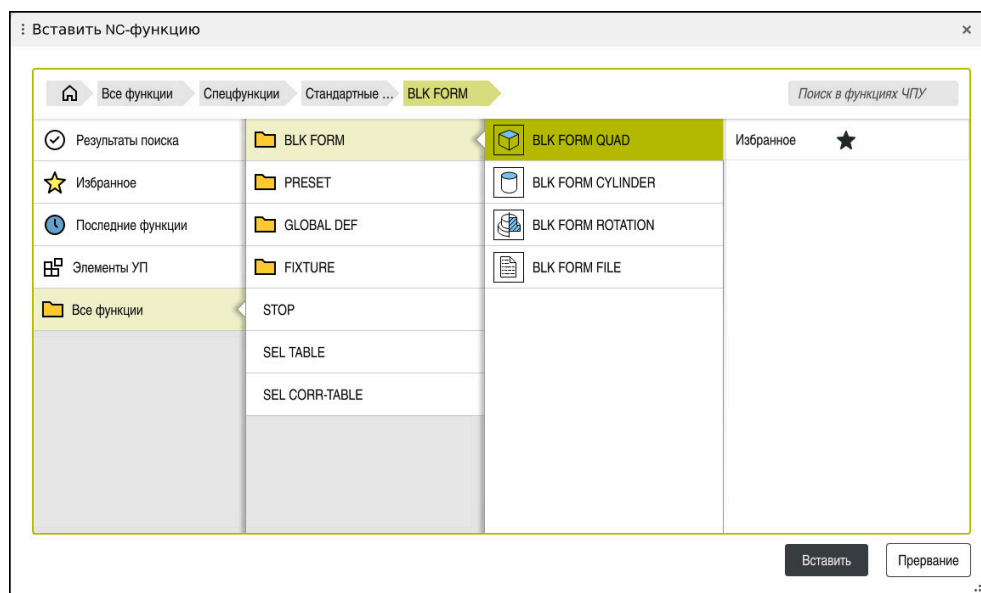 Вставить NC-функцию
Все функции Спецфункции Стандартные ... BLK FORM Поиск в функциях ЧПУ
Результаты поиска
Избранное
Последние функции
Элементы УП
Все функции
BLK FORM
PRESET
GLOBAL DEF
FIXTURE
STOP
SEL TABLE
SEL CORR-TABLE
BLK FORM QUAD
BLK FORM CYLINDER
BLK FORM ROTATION
BLK FORM FILE
Избранное
Вставить Прервание